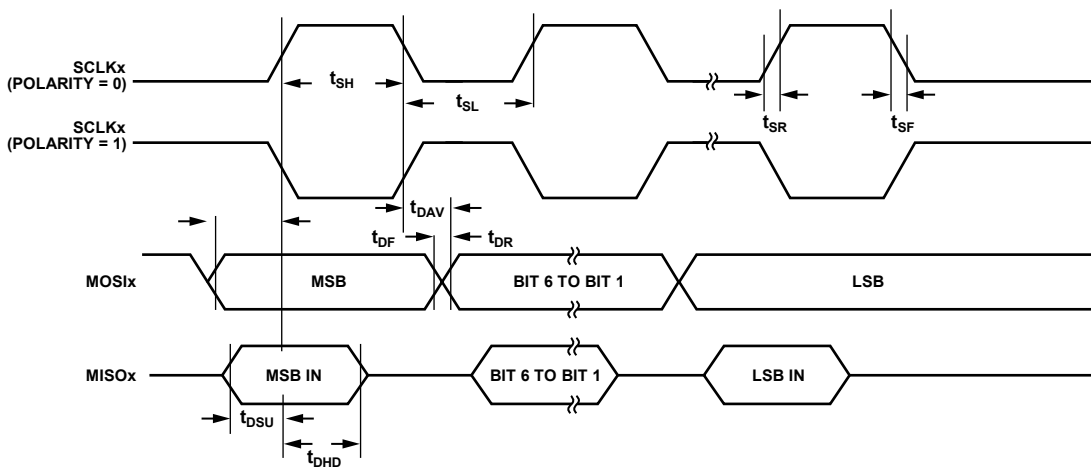 SCLKx
(POLARITY = 0)
tSH
tSL
tSR
tSF
SCLKx
(POLARITY = 1)
tDAV
tDF
tDR
MOSIx
MSB
BIT 6 TO BIT 1
LSB
MISOx
MSB IN
BIT 6 TO BIT 1
LSB IN
tDSU
tDHD